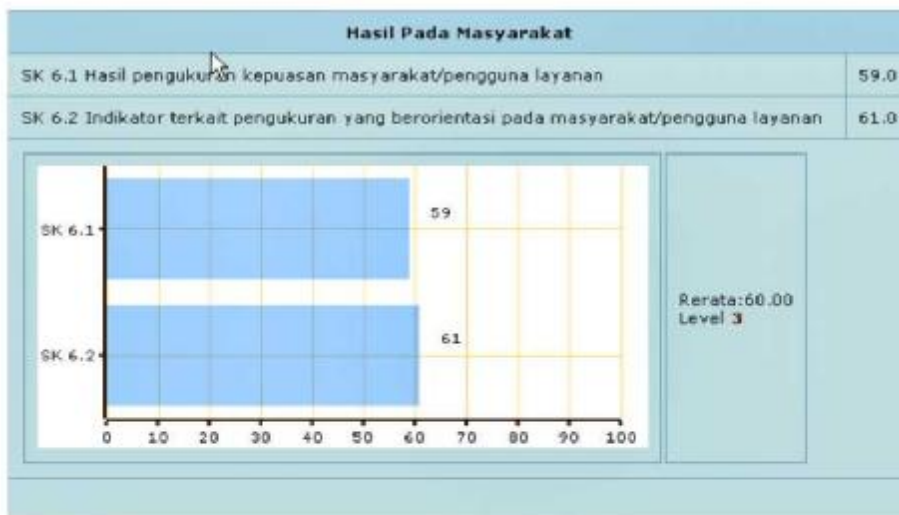 Hasil Pada Masyarakat
SK 6.1 Hasil pengukuran kepuasan masyarakat/pengguna layanan 59.0
SK 6.2 Indikator terkait pengukuran yang berorientasi pada masyarakat/pengguna layanan 61.0
SK 6.1 59
SK 6.2 61
0 10 20 30 40 50 60 70 80 90 100
Rerata:60.00
Level 3